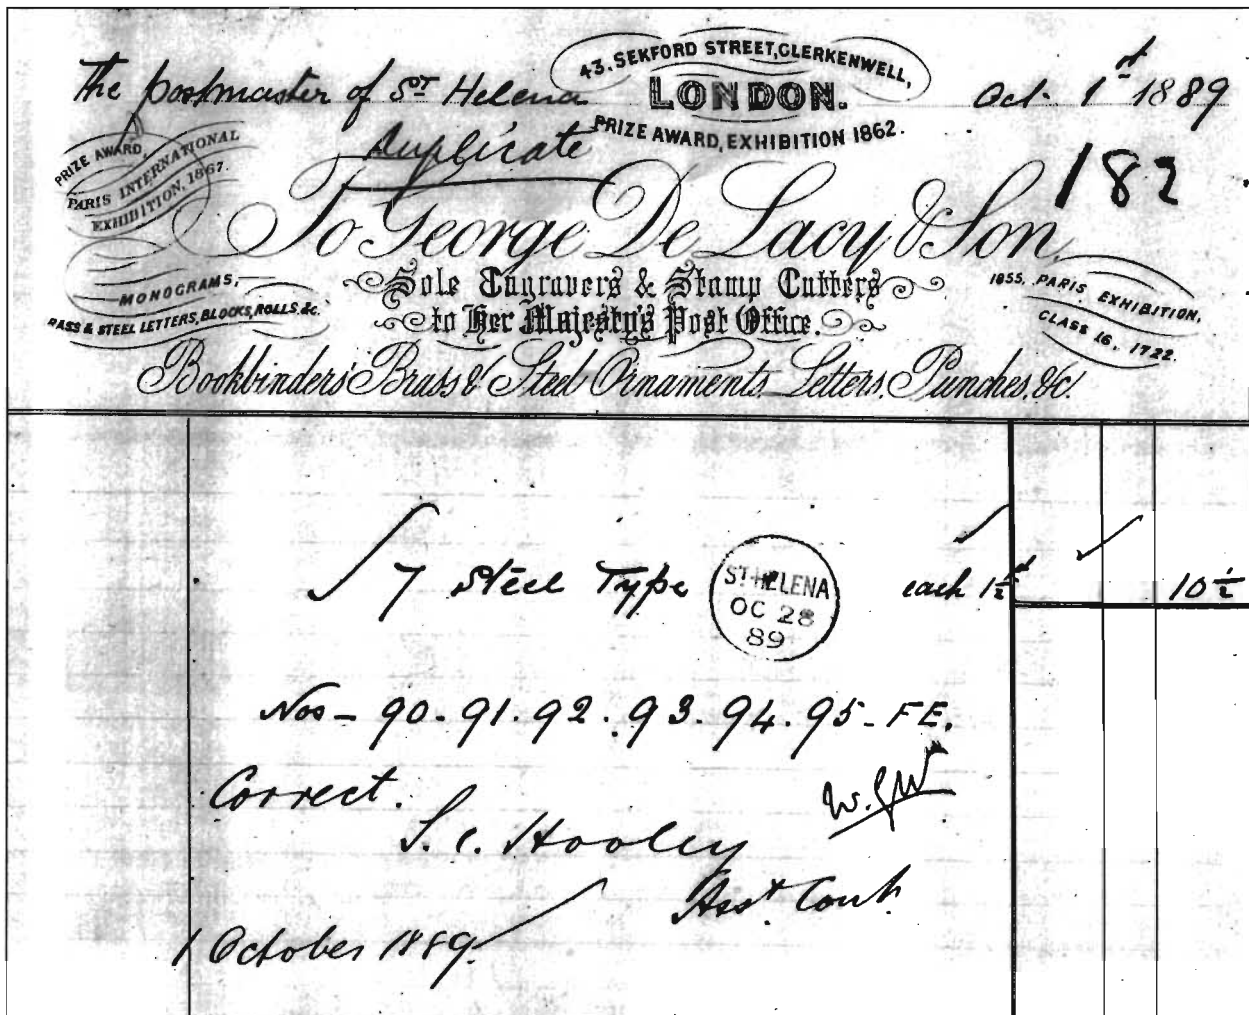 43. SEKFORD STREET, CLERKENWELL,
LONDON.
PRIZE AWARD, EXHIBITION 1862.
The postmaster of St Helena
Oct. 1st 1889
Duplicate
182
PRIZE AWARD,
PARIS INTERNATIONAL
EXHIBITION, 1867.
To George De Lacy & Son.
MONOGRAMS,
RASS & STEEL LETTERS, BLOCKS, ROLLS. &c.
Sole Engravers & Stamp Cutters
to Her Majesty's Post Office.
1855. PARIS EXHIBITION,
CLASS 16, 1722.
Bookbinders' Brass & Steel Ornaments. Letters. Punches. &c.
7 Steel Type each 1½d 10½
ST HELENA
OC 28
89
Nos - 90. 91. 92. 93. 94. 95 - FE.
Correct.
W.GW
S. C. Hooley
Asst. Cont.
1 October 1889.